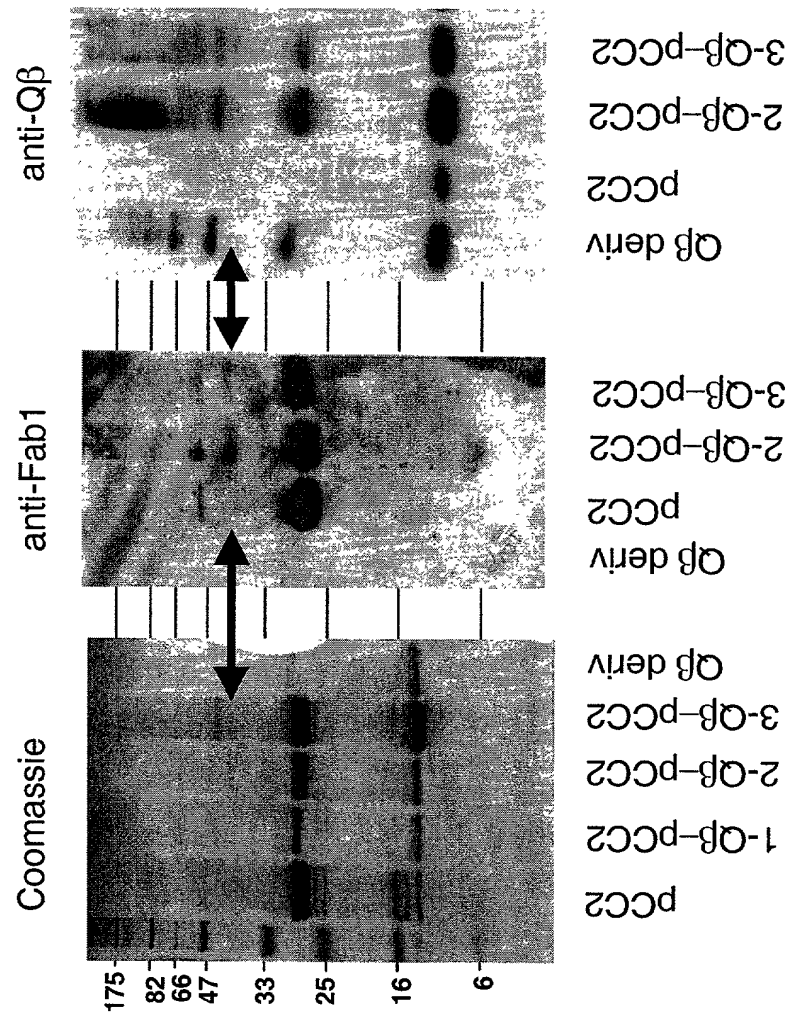 Coomassie
anti-Fab1
anti-Qβ
175
82
66
47
33
25
16
6
pCC2
1-Qβ-pCC2
2-Qβ-pCC2
3-Qβ-pCC2
Qβ deriv
Qβ deriv
pCC2
2-Qβ-pCC2
3-Qβ-pCC2
Qβ deriv
pCC2
2-Qβ-pCC2
3-Qβ-pCC2